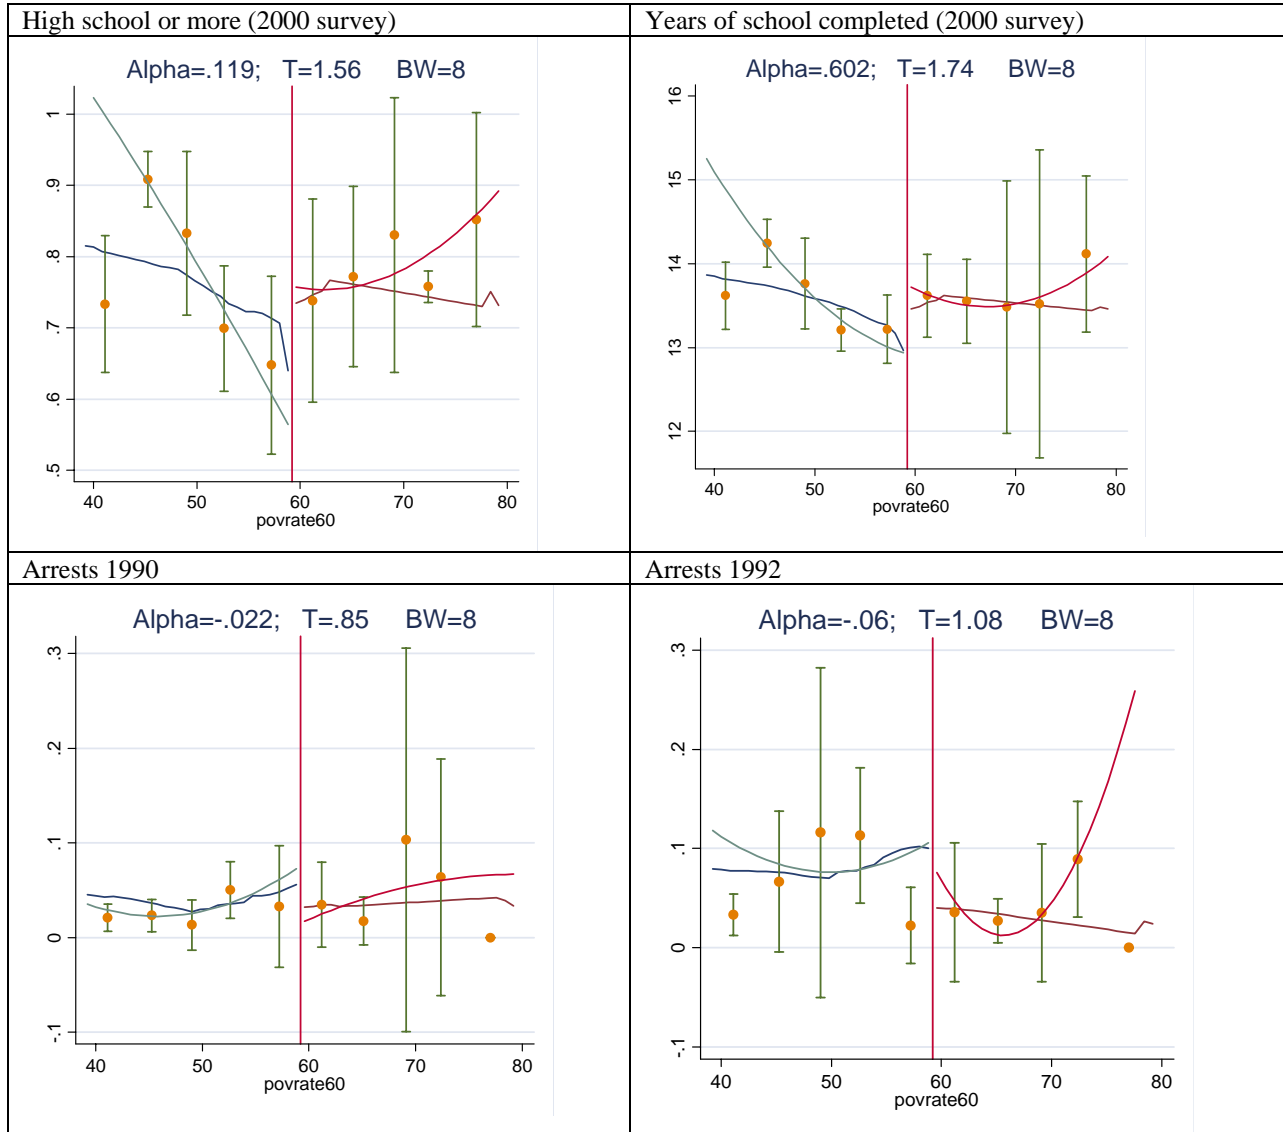 High school or more (2000 survey)
Alpha=.119; T=1.56 BW=8
1
.9
.8
.7
.6
.5
40 50 60 70 80
povrate60
Years of school completed (2000 survey)
Alpha=.602; T=1.74 BW=8
16
15
14
13
12
40 50 60 70 80
povrate60
Arrests 1990
Alpha=-.022; T=.85 BW=8
.3
.2
.1
0
-.1
40 50 60 70 80
povrate60
Arrests 1992
Alpha=-.06; T=1.08 BW=8
.3
.2
.1
0
-.1
40 50 60 70 80
povrate60